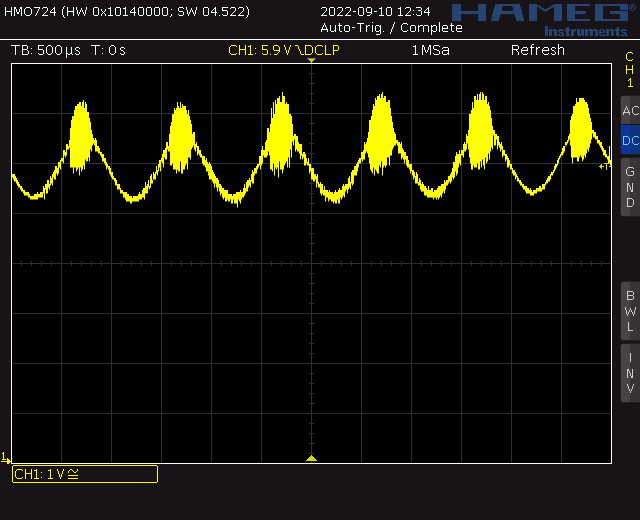 HMO724 (HW 0x10140000; SW 04.522)
2022-09-10 12:34
HAMEG®
Auto-Trig. / Complete
Instruments
TB: 500µs T: 0s
CH1: 5.9 V \DCLP
1MSa
Refresh
CH1
AC
DC
GND
BWL
INV
T
1
CH1: 1 V≅